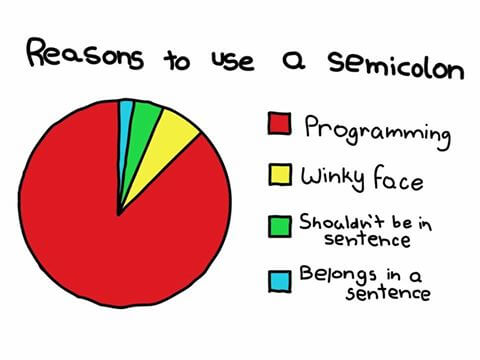 Reasons to use a semicolon
Programming
Winky face
Shouldn't be in
sentence
Belongs in a
sentence